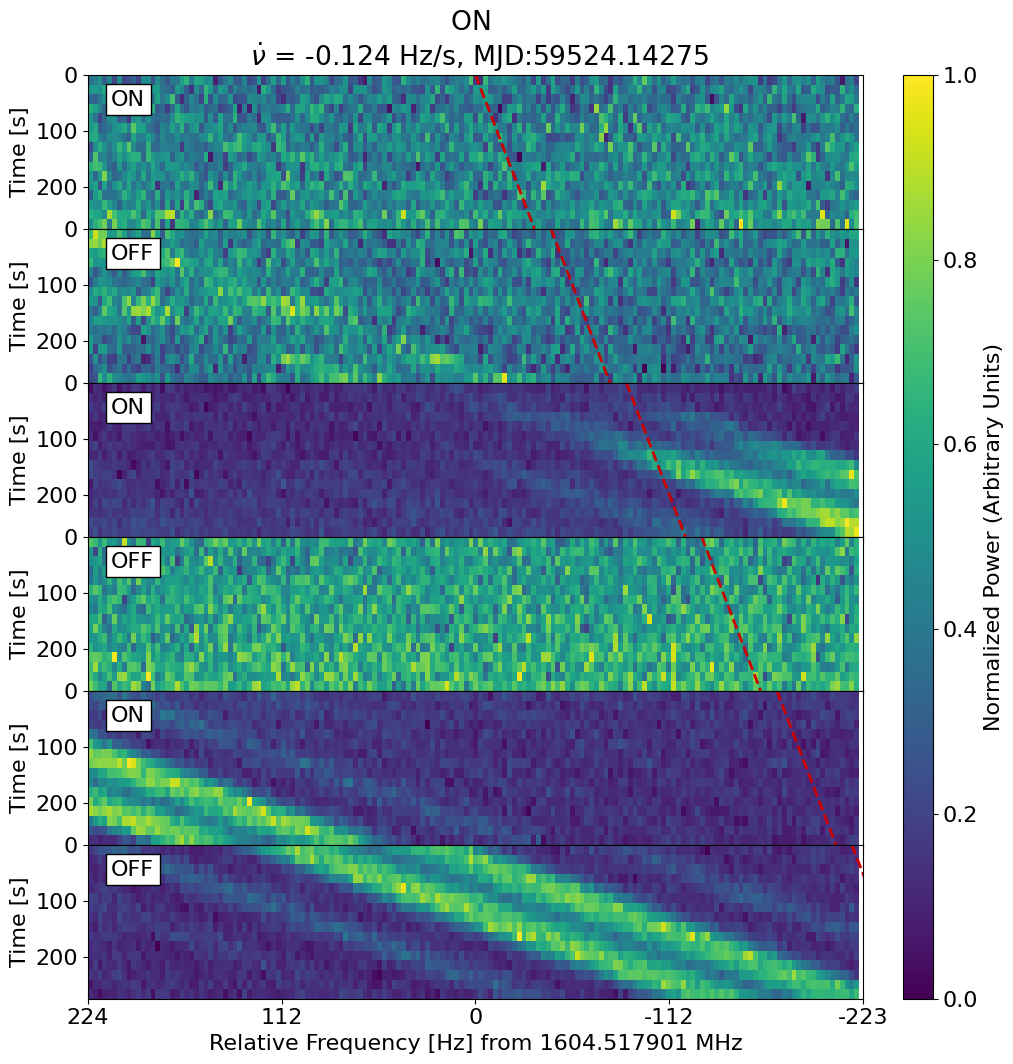 ON
ν̇ = -0.124 Hz/s, MJD:59524.14275
0
ON
100
200
Time [s]
0
OFF
100
200
Time [s]
0
ON
100
200
Time [s]
0
OFF
100
200
Time [s]
0
ON
100
200
Time [s]
0
OFF
100
200
Time [s]
224 112 0 -112 -223
Relative Frequency [Hz] from 1604.517901 MHz
1.0
0.8
0.6
0.4
0.2
0.0
Normalized Power (Arbitrary Units)